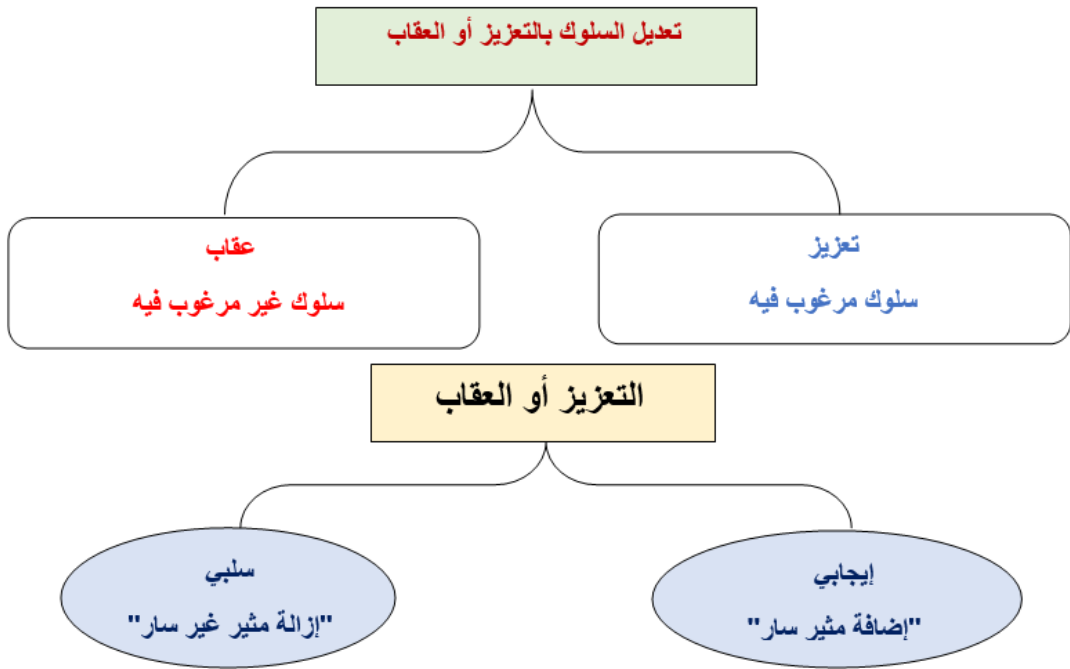 تعديل السلوك بالتعزيز أو العقاب
تعزيز
سلوك مرغوب فيه
عقاب
سلوك غير مرغوب فيه
التعزيز أو العقاب
إيجابي
"إضافة مثير سار"
سلبي
"إزالة مثير غير سار"